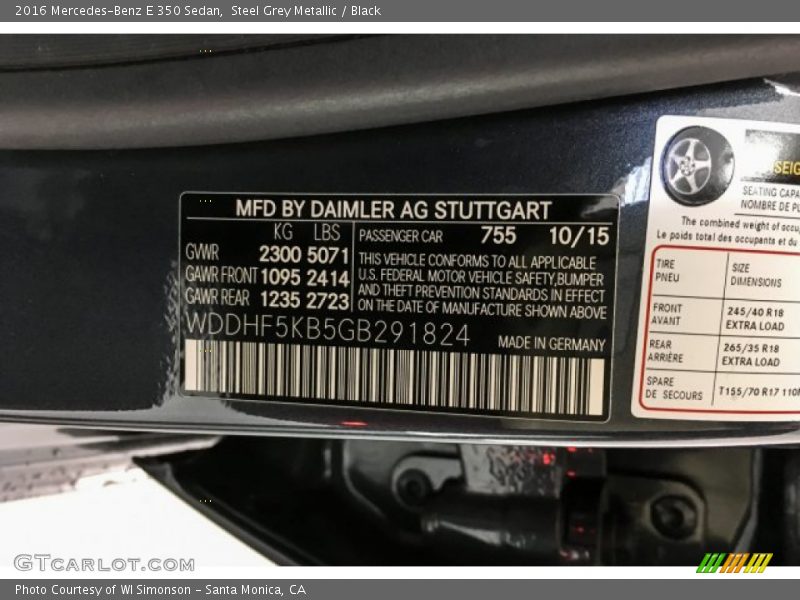 2016 Mercedes-Benz E 350 Sedan, Steel Grey Metallic / Black
MFD BY DAIMLER AG STUTTGART
KG LBS
GWR 2300 5071
GAWR FRONT 1095 2414
GAWR REAR 1235 2723
PASSENGER CAR 755 10/15
THIS VEHICLE CONFORMS TO ALL APPLICABLE
U.S. FEDERAL MOTOR VEHICLE SAFETY,BUMPER
AND THEFT PREVENTION STANDARDS IN EFFECT
ON THE DATE OF MANUFACTURE SHOWN ABOVE
WDDHF5KB5GB291824
MADE IN GERMANY
SEATING CAPA
NOMBRE DE PL
The combined weight of occu
Le poids total des occupants et du
TIRE
PNEU
SIZE
DIMENSIONS
FRONT
AVANT
245/40 R18
EXTRA LOAD
REAR
ARRIÈRE
265/35 R18
EXTRA LOAD
SPARE
DE SECOURS
T155/70 R17 110
GTCARLOT.COM
Photo Courtesy of WI Simonson - Santa Monica, CA